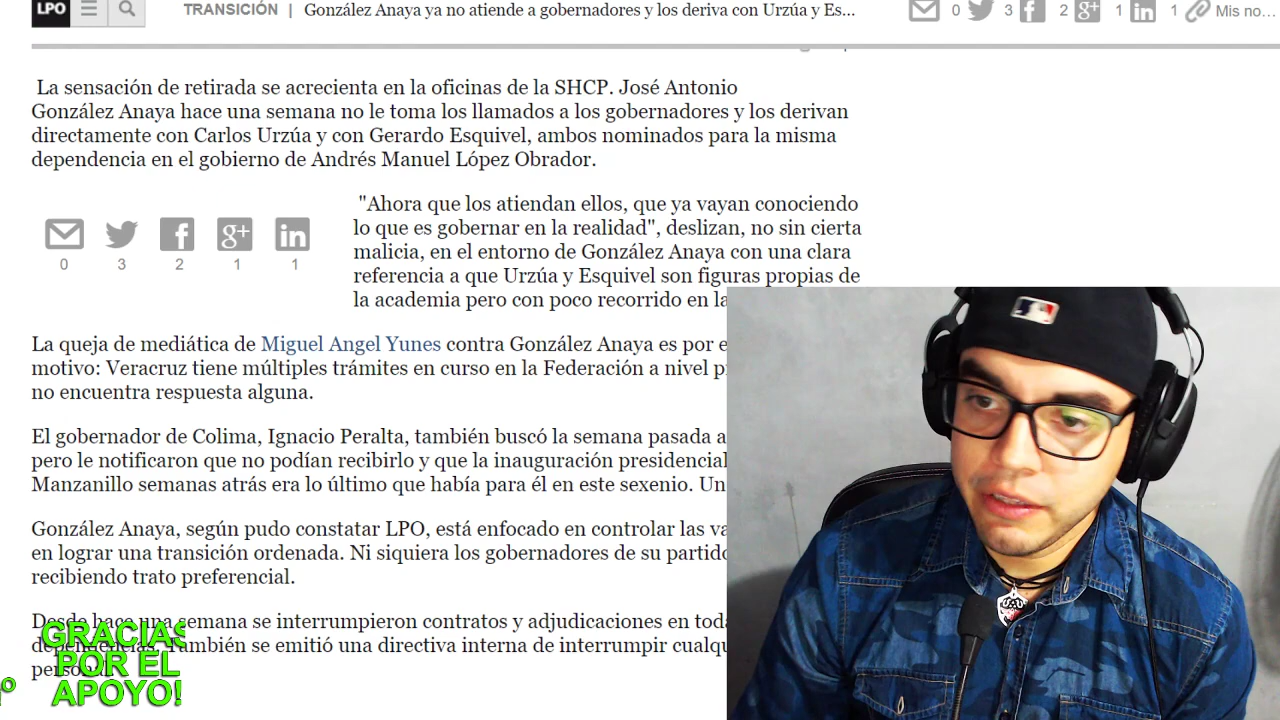 LPO TRANSICIÓN | González Anaya ya no atiende a gobernadores y los deriva con Urzúa y Es... 0 3 2 1 1 Mis no...
La sensación de retirada se acrecienta en la oficinas de la SHCP. José Antonio
González Anaya hace una semana no le toma los llamados a los gobernadores y los derivan
directamente con Carlos Urzúa y con Gerardo Esquivel, ambos nominados para la misma
dependencia en el gobierno de Andrés Manuel López Obrador.
"Ahora que los atiendan ellos, que ya vayan conociendo
lo que es gobernar en la realidad", deslizan, no sin cierta
malicia, en el entorno de González Anaya con una clara
referencia a que Urzúa y Esquivel son figuras propias de
la academia pero con poco recorrido en la
0 3 2 1 1
La queja de mediática de Miguel Angel Yunes contra González Anaya es por e
motivo: Veracruz tiene múltiples trámites en curso en la Federación a nivel
no encuentra respuesta alguna.
El gobernador de Colima, Ignacio Peralta, también buscó la semana pasada a
pero le notificaron que no podían recibirlo y que la inauguración presidencial
Manzanillo semanas atrás era lo último que había para él en este sexenio. Un
González Anaya, según pudo constatar LPO, está enfocado en controlar las
en lograr una transición ordenada. Ni siquiera los gobernadores de su partido
recibiendo trato preferencial.
Desde hace una semana se interrumpieron contratos y adjudicaciones en
dependencias. También se emitió una directiva interna de interrumpir
GRACIAS
POR EL
APOYO!